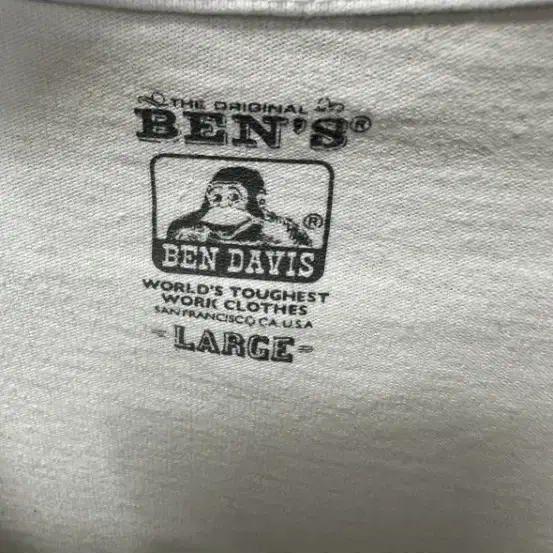 THE ORIGINAL
BEN'S®
®
BEN DAVIS
WORLD'S TOUGHEST
WORK CLOTHES
SAN FRANCISCO CA. U.S.A
- LARGE -